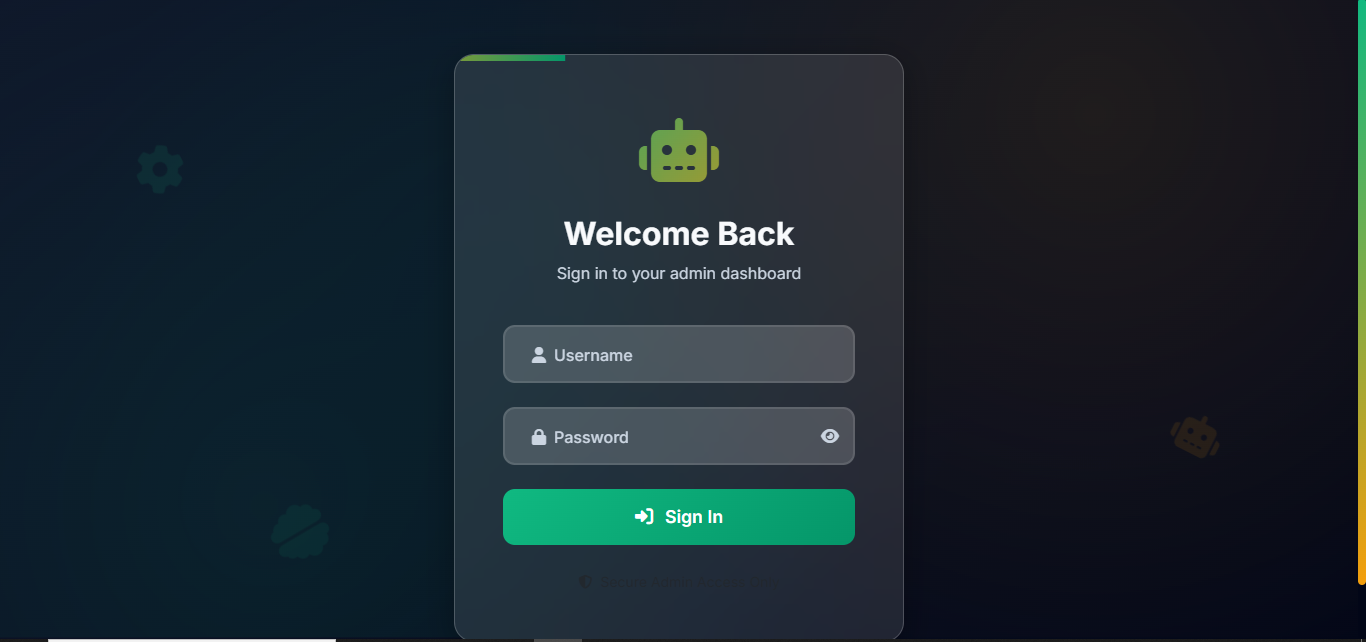 Welcome Back
Sign in to your admin dashboard
Username
Password
Sign In